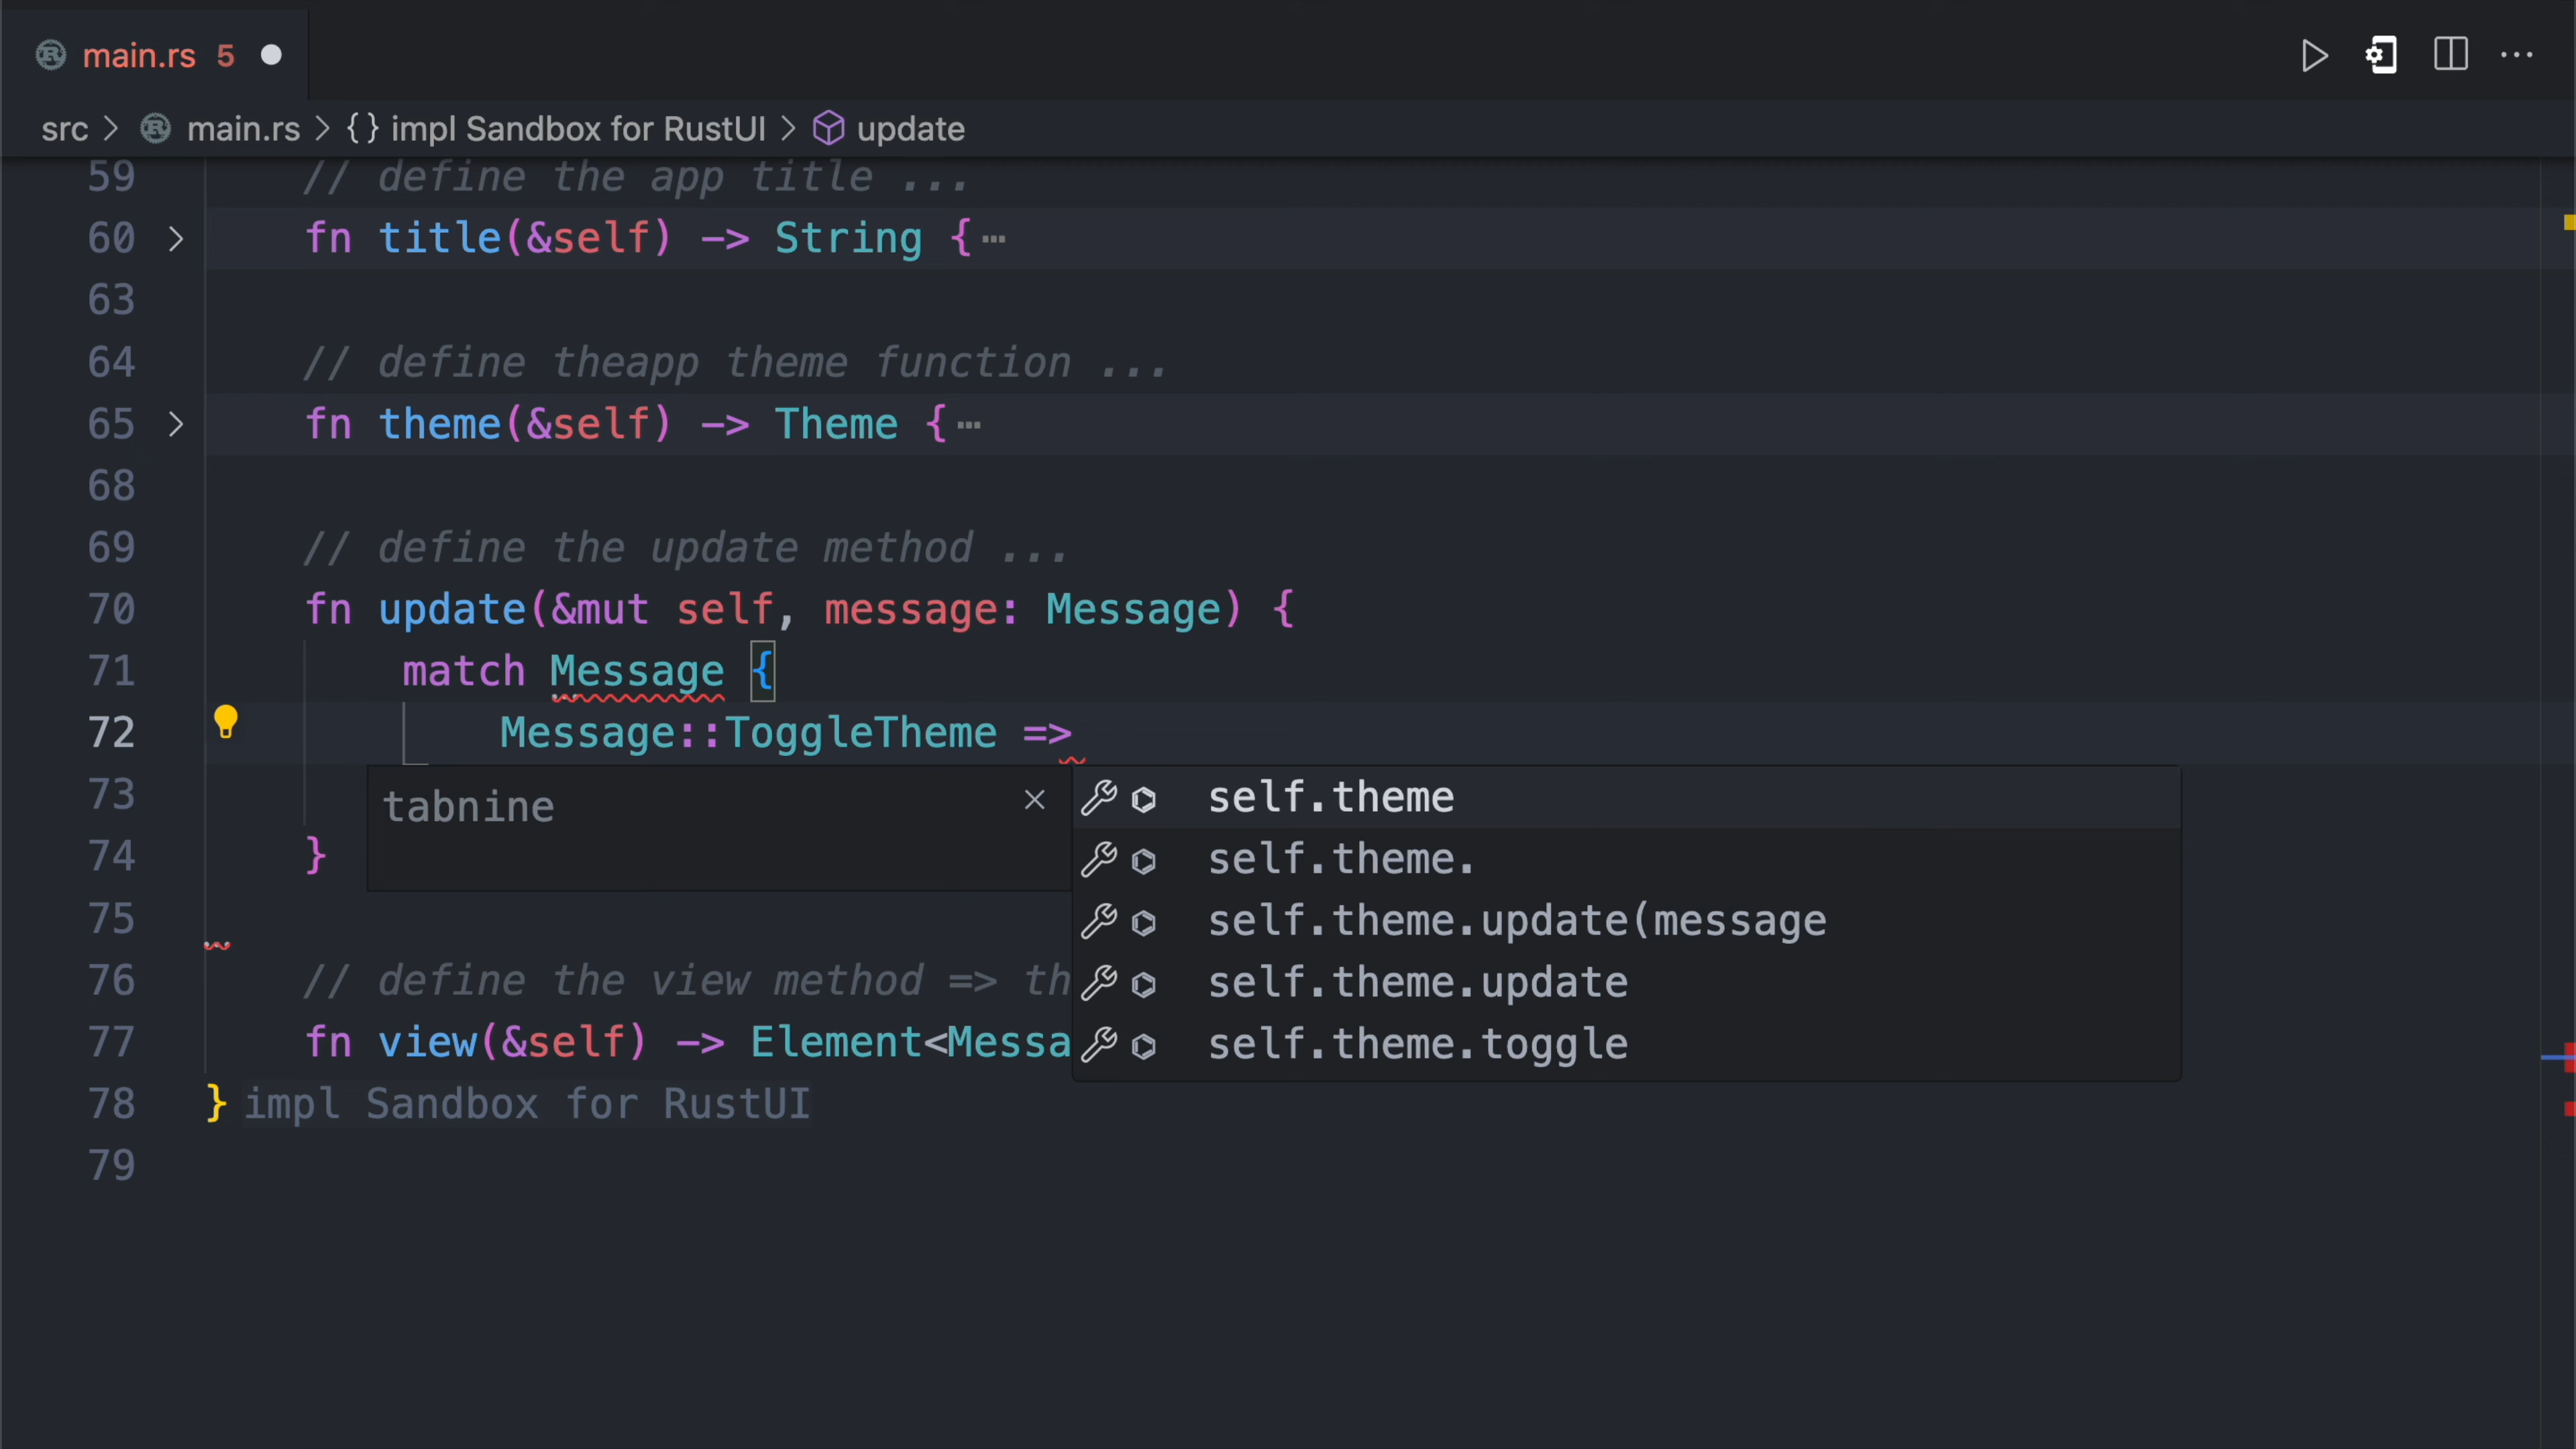 main.rs 5
src > main.rs > {} impl Sandbox for RustUI > update
59 // define the app title ...
60 fn title(&self) -> String {…
63
64 // define theapp theme function ...
65 fn theme(&self) -> Theme {…
68
69 // define the update method ...
70 fn update(&mut self, message: Message) {
71 match Message {
72 Message::ToggleTheme =>
73
74 }
75
76 // define the view method => th
77 fn view(&self) -> Element<Messa
78 } impl Sandbox for RustUI
79
tabnine
self.theme
self.theme.
self.theme.update(message
self.theme.update
self.theme.toggle